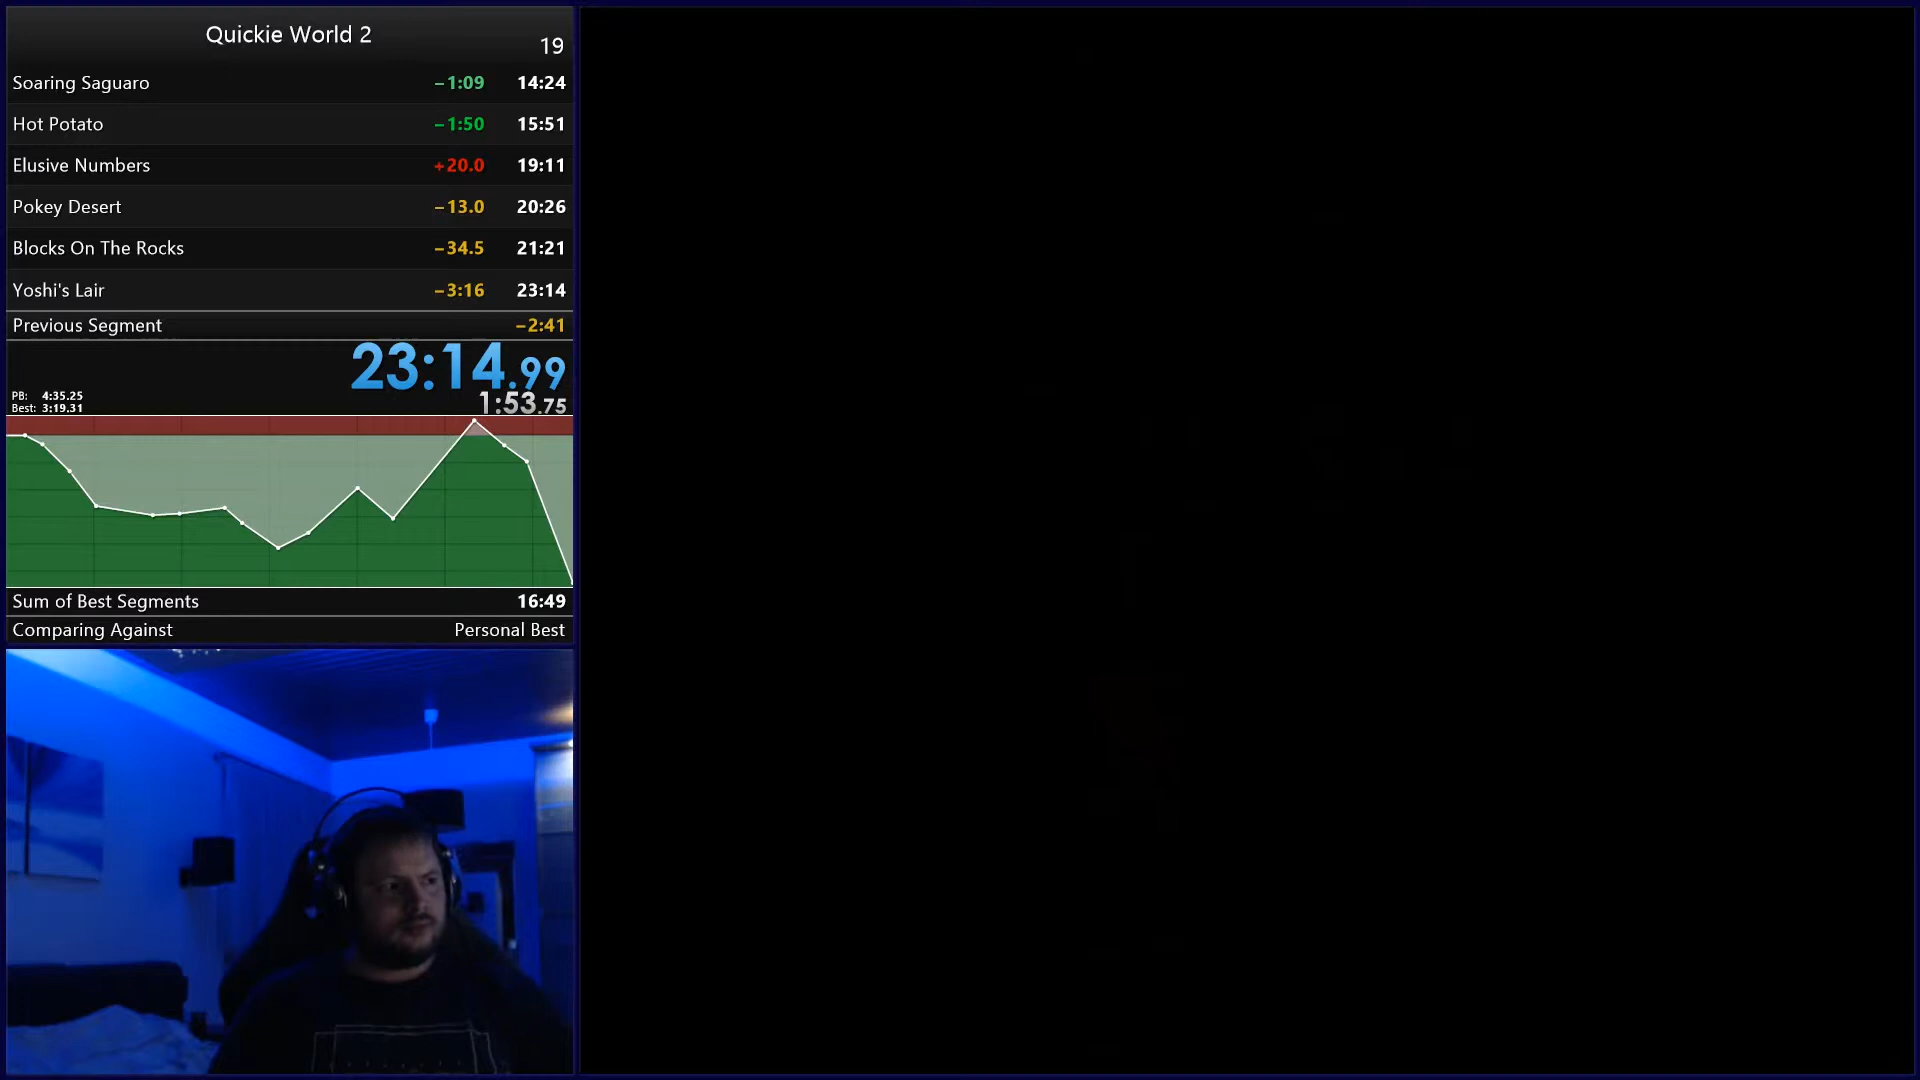 Quickie World 2
19
Soaring Saguaro −1:09 14:24
Hot Potato −1:50 15:51
Elusive Numbers +20.0 19:11
Pokey Desert −13.0 20:26
Blocks On The Rocks −34.5 21:21
Yoshi's Lair −3:16 23:14
Previous Segment −2:41
23:14.99
PB: 4:35.25
Best: 3:19.31
1:53.75
Sum of Best Segments 16:49
Comparing Against Personal Best